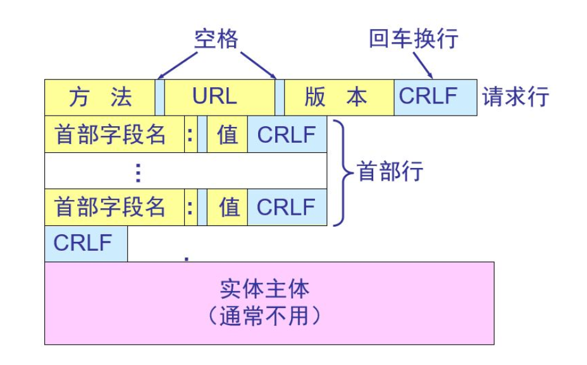 空格 回车换行
方 法 URL 版 本 CRLF 请求行
首部字段名 : 值 CRLF
⋮ 首部行
首部字段名 : 值 CRLF
CRLF
实体主体
（通常不用）